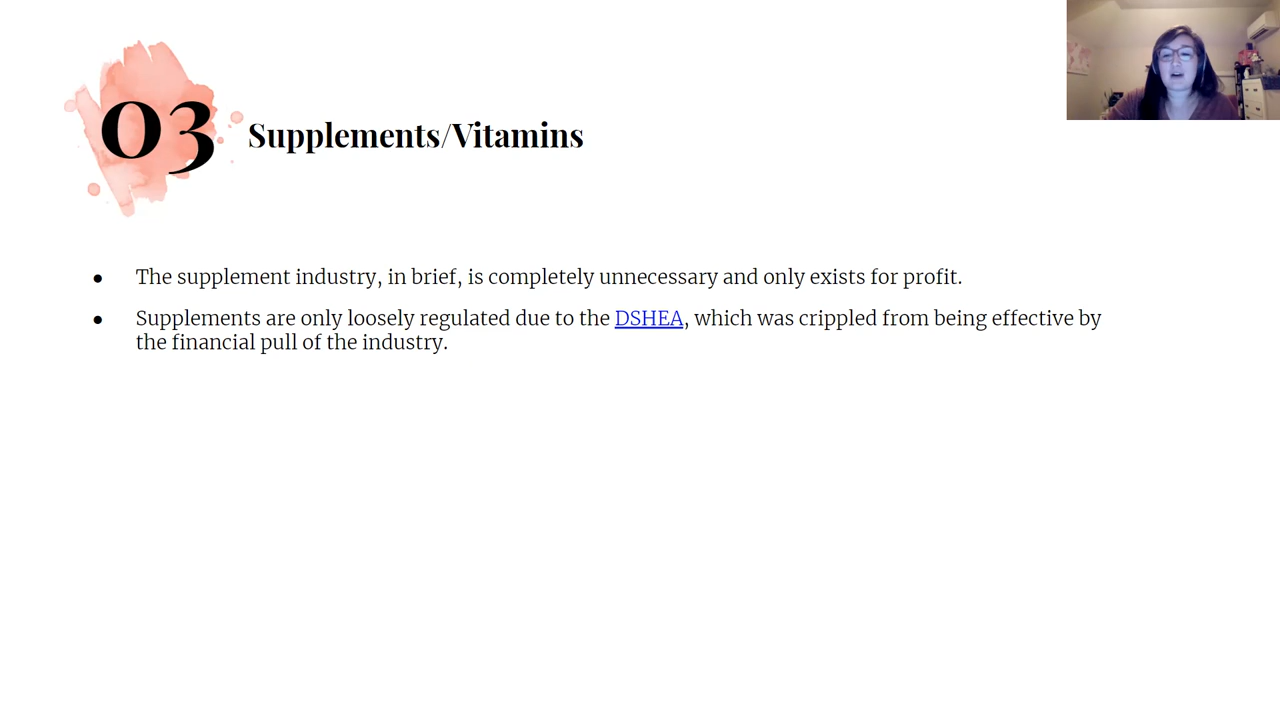 03
Supplements/Vitamins
● The supplement industry, in brief, is completely unnecessary and only exists for profit.
● Supplements are only loosely regulated due to the DSHEA, which was crippled from being effective by
the financial pull of the industry.